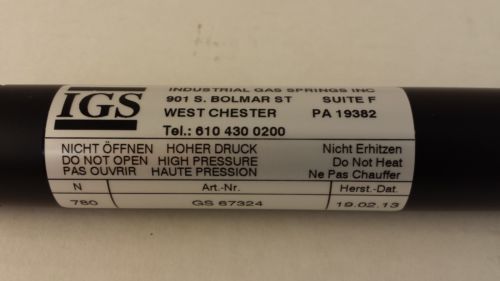 IGS
INDUSTRIAL GAS SPRINGS INC
901 S. BOLMAR ST SUITE F
WEST CHESTER PA 19382
Tel.: 610 430 0200
NICHT ÖFFNEN HOHER DRUCK Nicht Erhitzen
DO NOT OPEN HIGH PRESSURE Do Not Heat
PAS OUVRIR HAUTE PRESSION Ne Pas Chauffer
N Art.-Nr. Herst.-Dat.
780 GS 67324 19.02.13